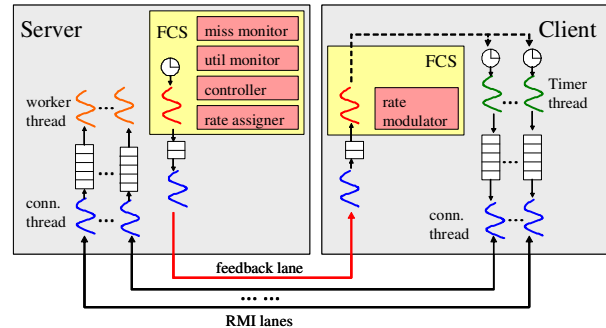 Server
FCS
miss monitor
util monitor
controller
rate assigner
worker
thread
...
...
conn.
thread
...
Client
FCS
rate
modulator
...
Timer
thread
...
...
conn.
thread
...
feedback lane
... ...
RMI lanes